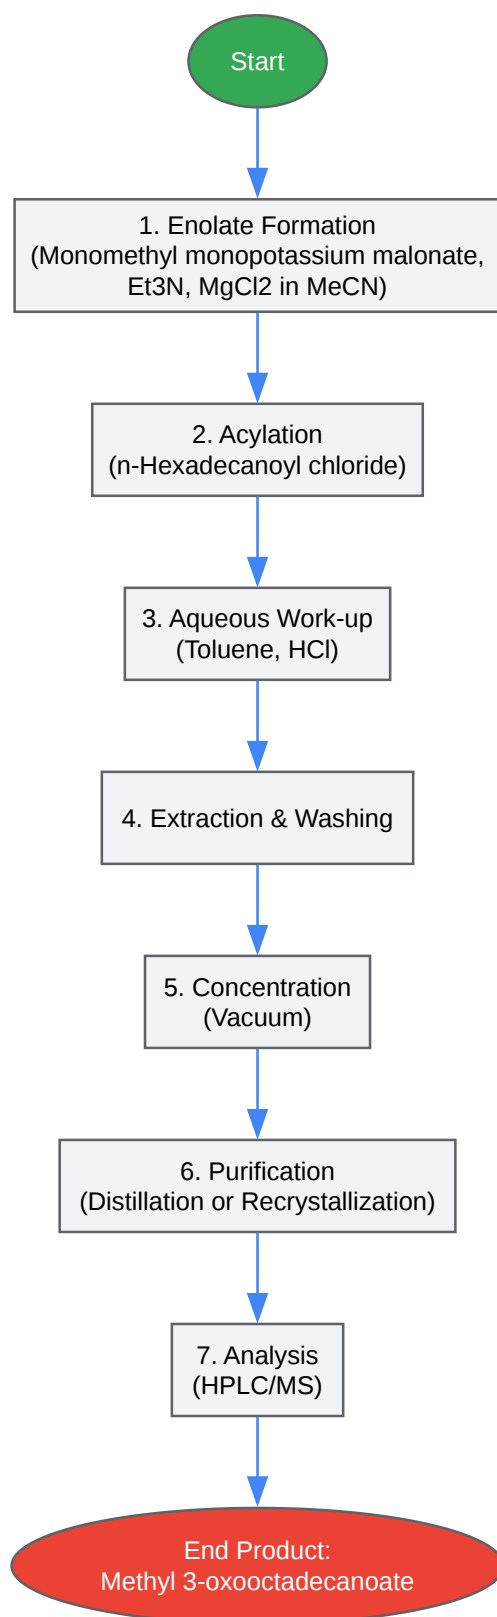 Start
1. Enolate Formation
(Monomethyl monopotassium malonate,
Et3N, MgCl2 in MeCN)
2. Acylation
(n-Hexadecanoyl chloride)
3. Aqueous Work-up
(Toluene, HCl)
4. Extraction & Washing
5. Concentration
(Vacuum)
6. Purification
(Distillation or Recrystallization)
7. Analysis
(HPLC/MS)
End Product:
Methyl 3-oxooctadecanoate